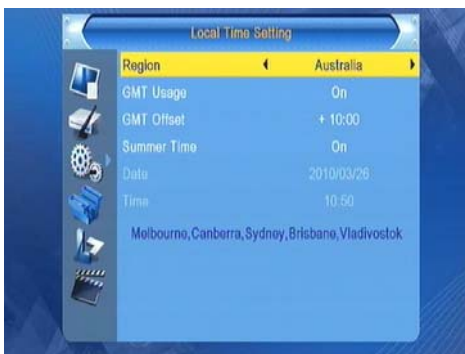 Local Time Setting
Region Australia
GMT Usage On
GMT Offset + 10:00
Summer Time On
Date 2010/03/26
Time 10:50
Melbourne,Canberra,Sydney,Brisbane,Vladivostok